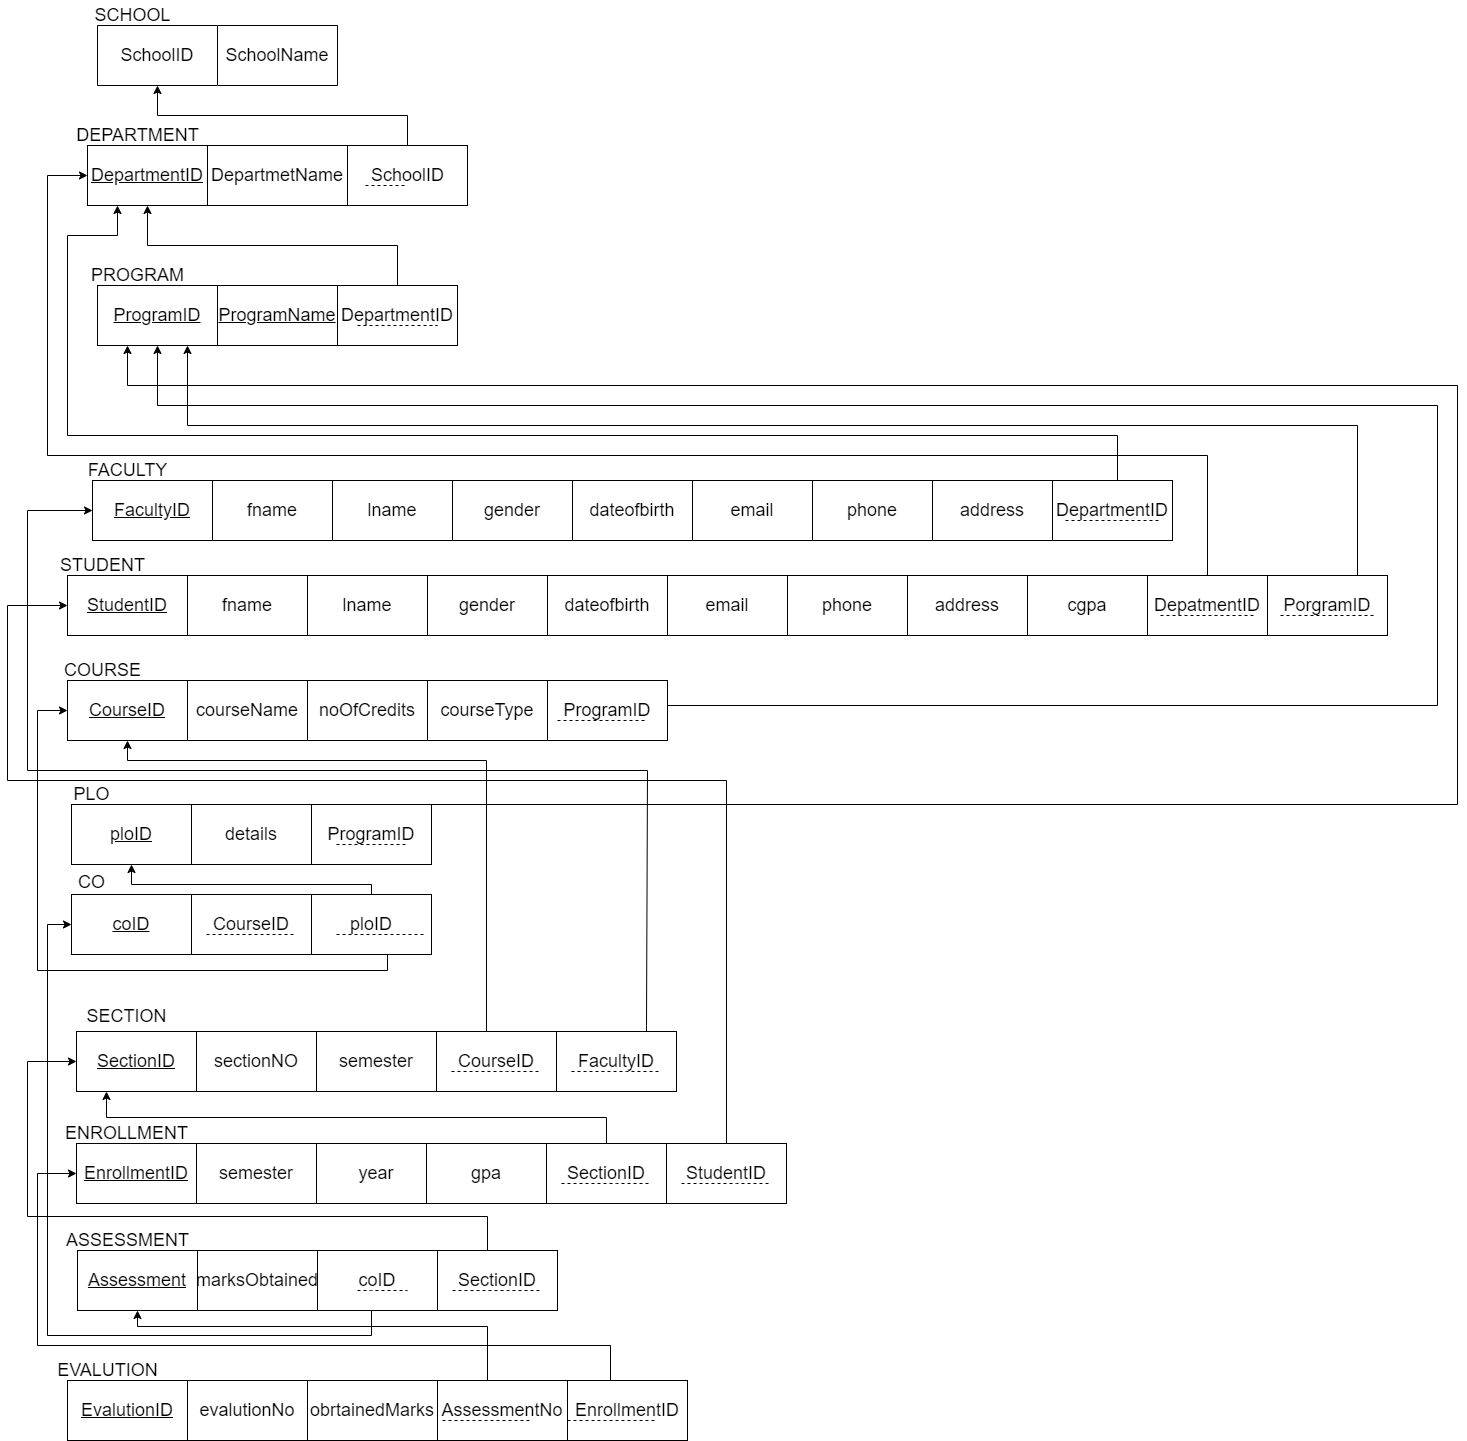 SCHOOL
SchoolID SchoolName
DEPARTMENT
DepartmentID DepartmetName SchoolID
PROGRAM
ProgramID ProgramName DepartmentID
FACULTY
FacultyID fname lname gender dateofbirth email phone address DepartmentID
STUDENT
StudentID fname lname gender dateofbirth email phone address cgpa DepatmentID PorgramID
COURSE
CourseID courseName noOfCredits courseType ProgramID
PLO
ploID details ProgramID
CO
coID CourseID ploID
SECTION
SectionID sectionNO semester CourseID FacultyID
ENROLLMENT
EnrollmentID semester year gpa SectionID StudentID
ASSESSMENT
Assessment marksObtained coID SectionID
EVALUTION
EvalutionID evalutionNo obrtainedMarks AssessmentNo EnrollmentID